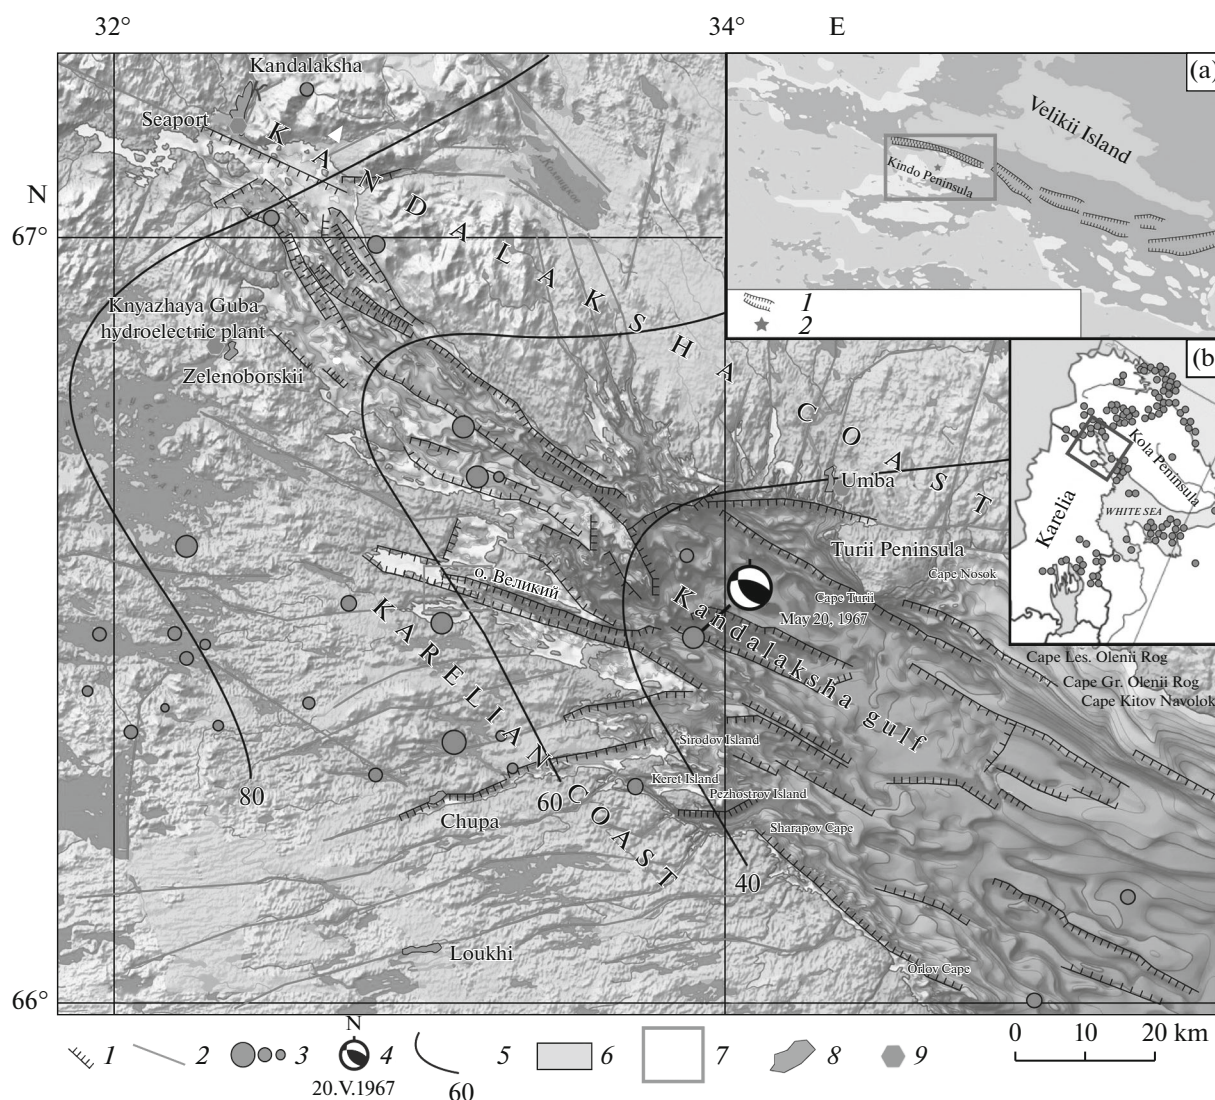 32°
34°
E
N
67°
66°
Kandalaksha
Seaport
KANDALAKSHA COAST
Knyazhaya Guba
hydroelectric plant
Zelenoborskii
Umba
Turii Peninsula
Cape Nosok
Cape Turii
May 20, 1967
о. Великий
Kandalaksha gulf
KARELIAN COAST
Cape Les. Olenii Rog
Cape Gr. Olenii Rog
Cape Kitov Navolok
Sirodov Island
Keret Island
Pezhostrov Island
Sharapov Cape
Chupa
Loukhi
Orlov Cape
80
60
40
(a)
Velikii Island
Kindo Peninsula
1
2
(b)
Kola Peninsula
Karelia
WHITE SEA
1
2
3
N
4
20.V.1967
60
5
6
7
8
9
0
10
20 km